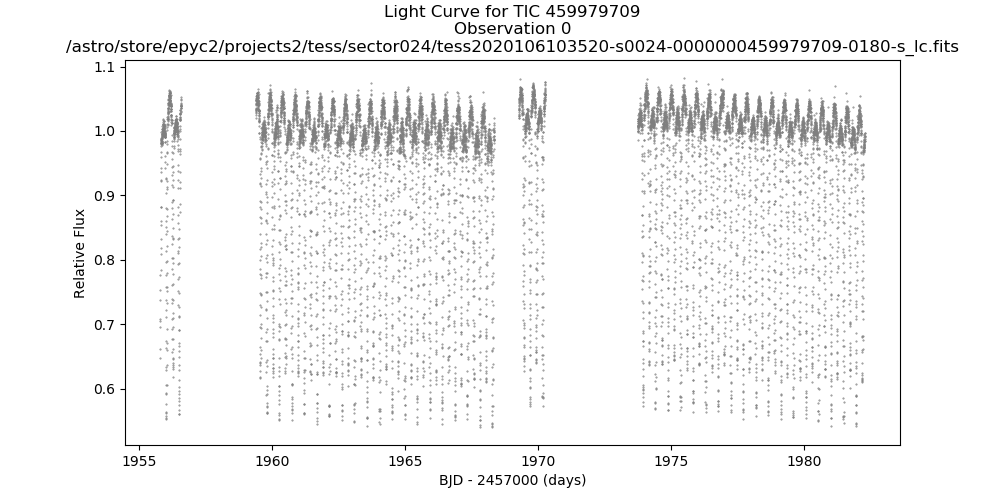 Light Curve for TIC 459979709
Observation 0
/astro/store/epyc2/projects2/tess/sector024/tess2020106103520-s0024-0000000459979709-0180-s_lc.fits
1.1
1.0
0.9
0.8
0.7
0.6
Relative Flux
1955 1960 1965 1970 1975 1980
BJD - 2457000 (days)